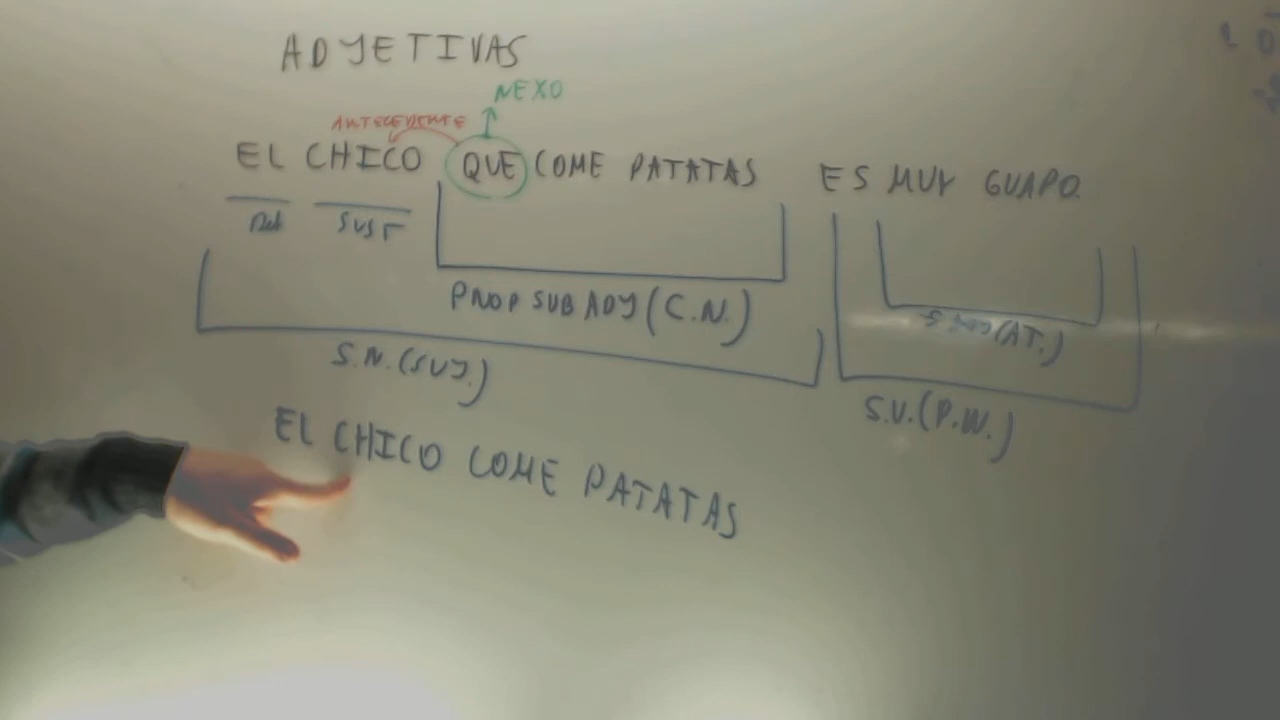 ADJETIVAS
NEXO
ANTECEDENTE
EL CHICO QUE COME PATATAS ES MUY GUAPO.
Det SUST
PROP SUB ADJ (C.N.)
S. ADJ (AT.)
S.N. (SUJ.)
S.V. (P.N.)
EL CHICO COME PATATAS